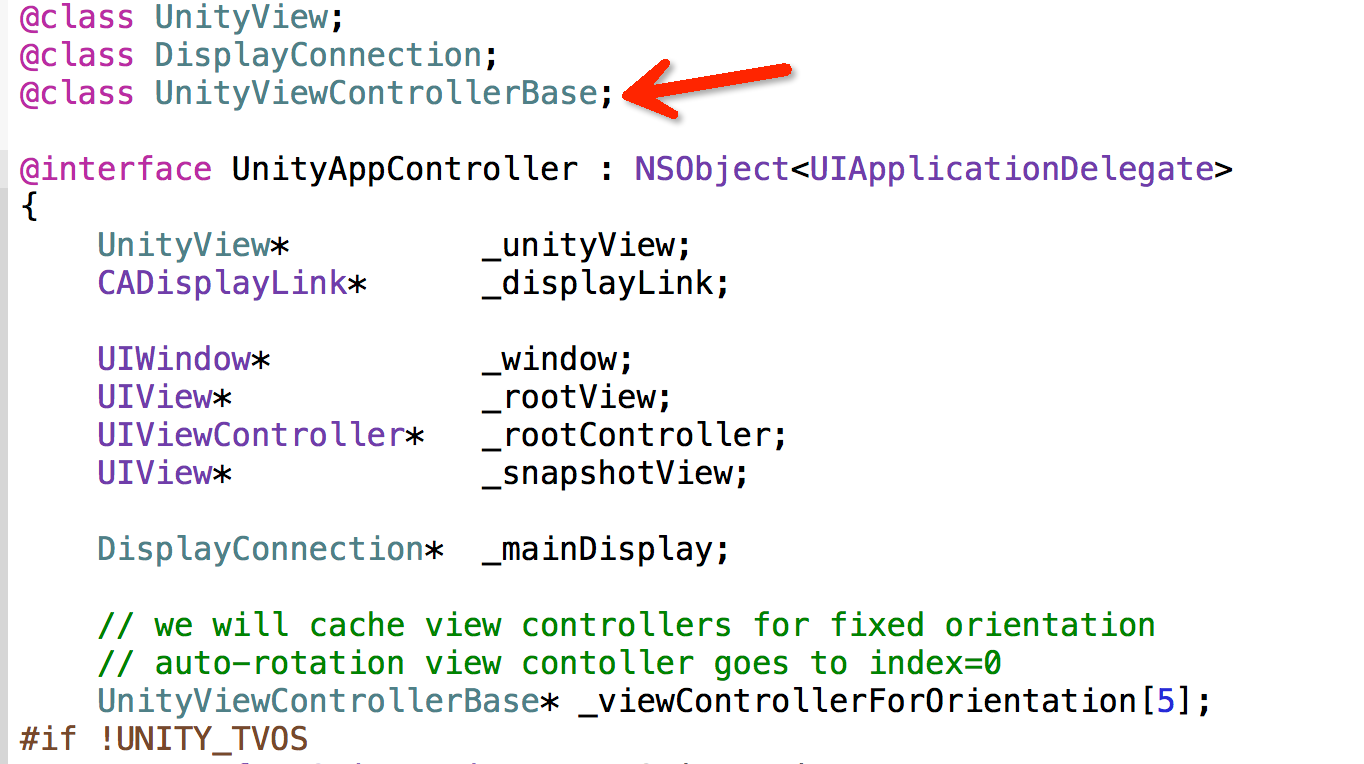 @class UnityView;
@class DisplayConnection;
@class UnityViewControllerBase;
@interface UnityAppController : NSObject<UIApplicationDelegate>
{
UnityView* _unityView;
CADisplayLink* _displayLink;
UIWindow* _window;
UIView* _rootView;
UIViewController* _rootController;
UIView* _snapshotView;
DisplayConnection* _mainDisplay;
// we will cache view controllers for fixed orientation
// auto-rotation view contoller goes to index=0
UnityViewControllerBase* _viewControllerForOrientation[5];
#if !UNITY_TVOS